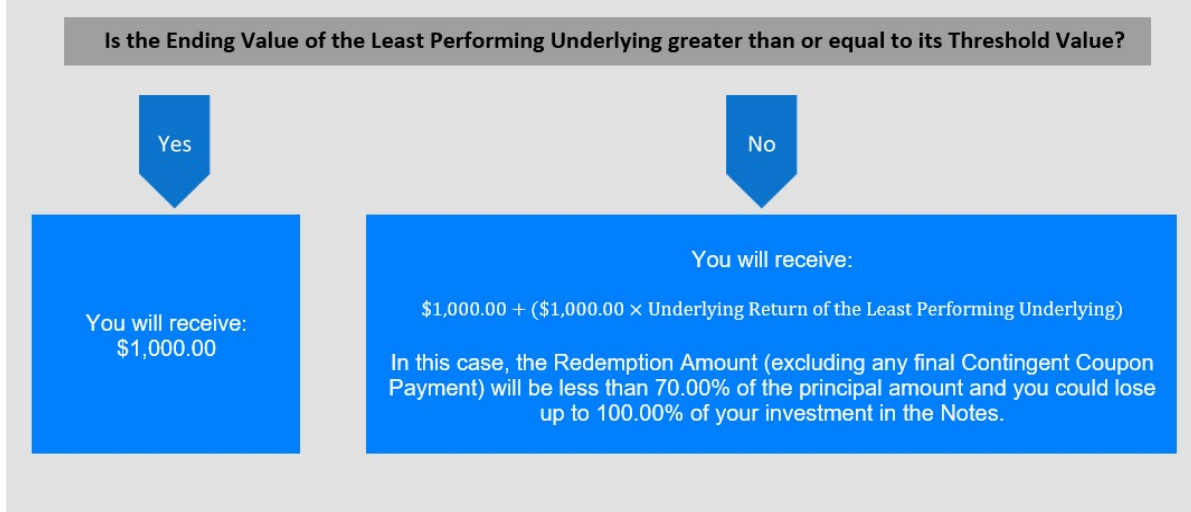 Is the Ending Value of the Least Performing Underlying greater than or equal to its Threshold Value?
Yes
No
You will receive:
$1,000.00
You will receive:
$1,000.00 + ($1,000.00 × Underlying Return of the Least Performing Underlying)
In this case, the Redemption Amount (excluding any final Contingent Coupon
Payment) will be less than 70.00% of the principal amount and you could lose
up to 100.00% of your investment in the Notes.